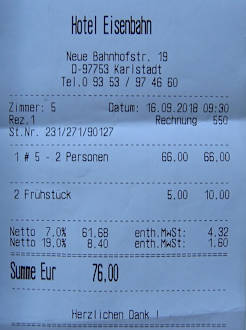 Hotel Eisenbahn
Neue Bahnhofstr. 19
D-97753 Karlstadt
Tel.0 93 53 / 97 46 60
Zimmer: 5 Datum: 16.09.2018 09:30
Rez.1 Rechnung 550
St.Nr. 231/271/90127
1 # 5 - 2 Personen 66.00 66,00
2 Frühstück 5.00 10.00
Netto 7.0% 61.68 enth.MwSt: 4.32
Netto 19.0% 8.40 enth.MwSt: 1.60
Summe Eur 76.00
Herzlichen Dank !